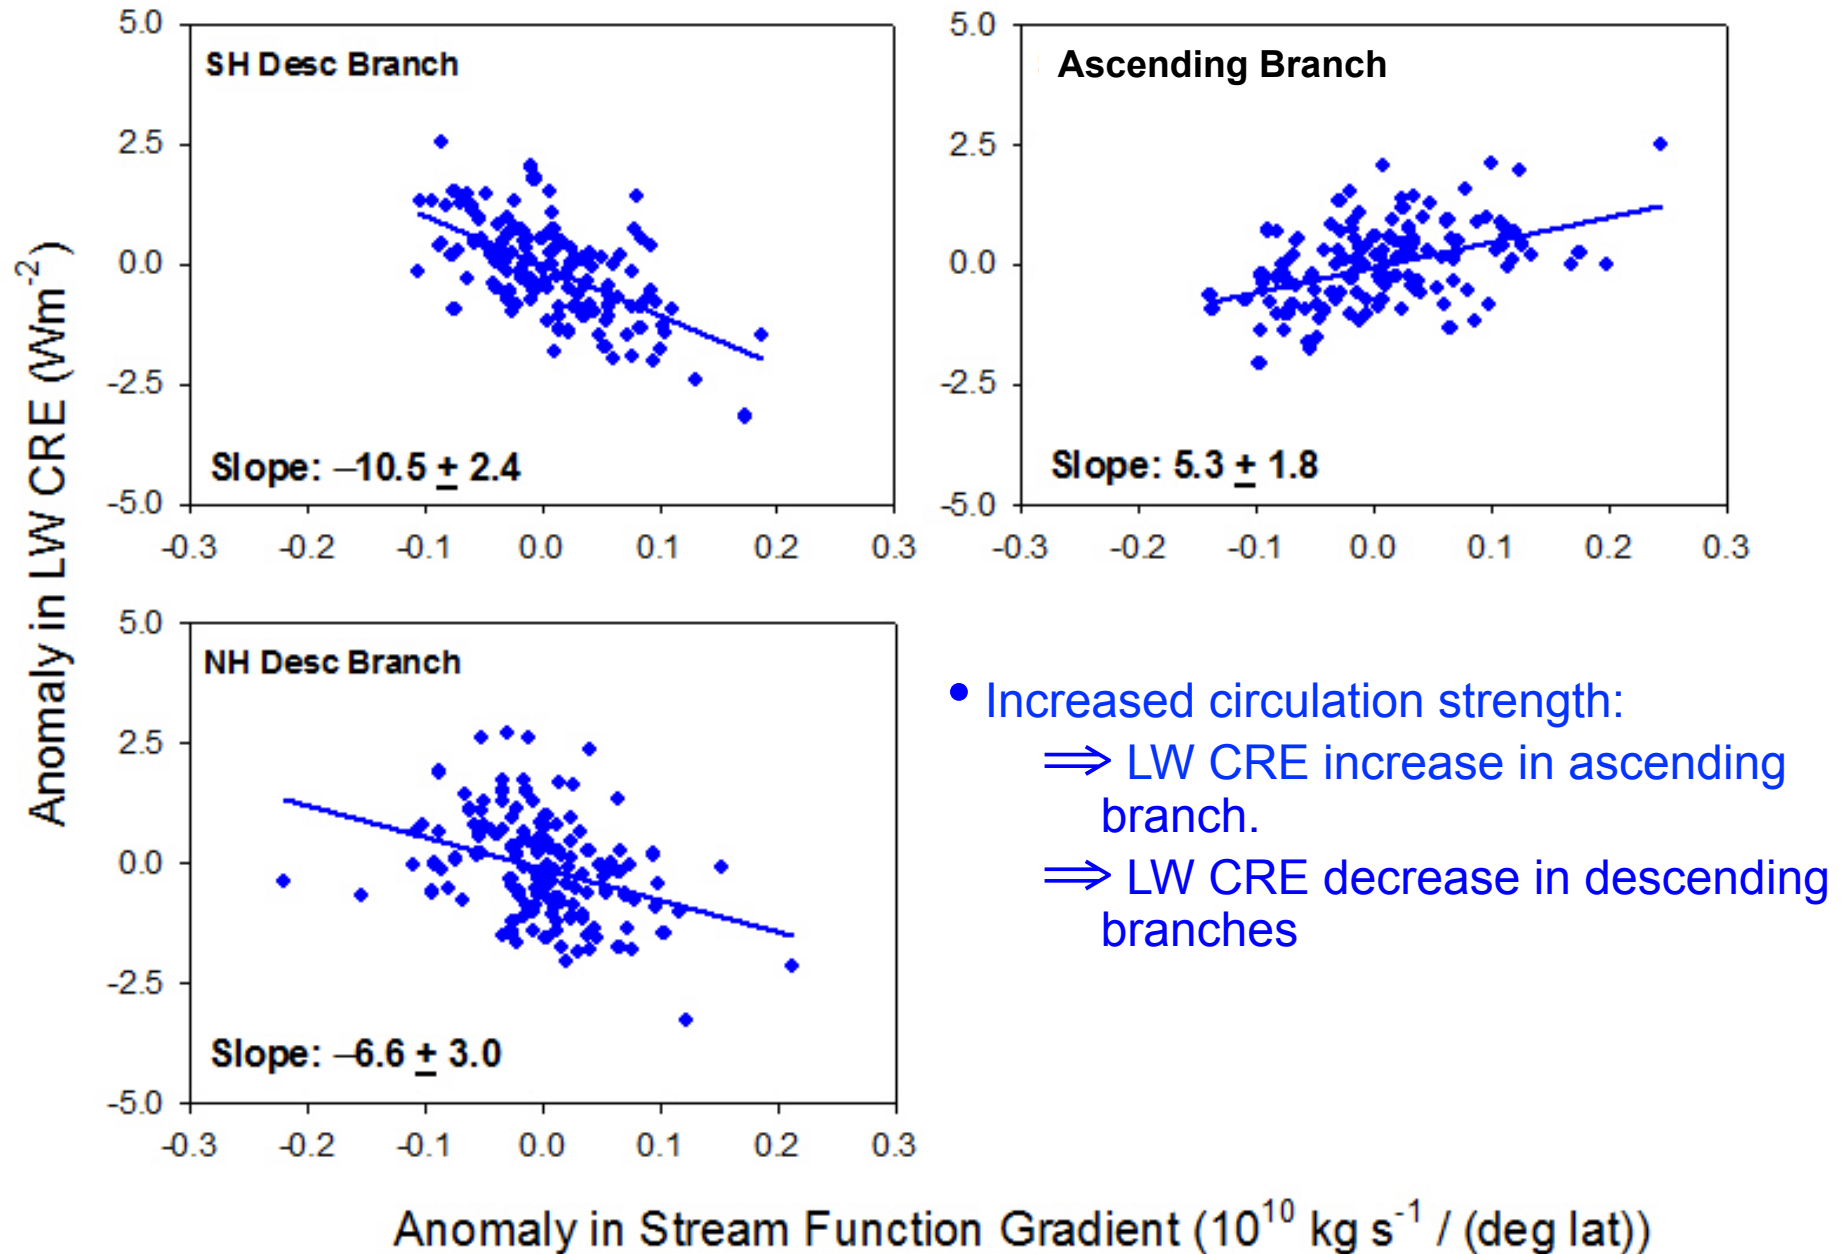 Anomaly in LW CRE (Wm⁻²)
5.0
2.5
0.0
-2.5
-5.0
SH Desc Branch
Slope: –10.5 ± 2.4
-0.3 -0.2 -0.1 0.0 0.1 0.2 0.3
5.0
2.5
0.0
-2.5
-5.0
Ascending Branch
Slope: 5.3 ± 1.8
-0.3 -0.2 -0.1 0.0 0.1 0.2 0.3
5.0
2.5
0.0
-2.5
-5.0
NH Desc Branch
Slope: –6.6 ± 3.0
-0.3 -0.2 -0.1 0.0 0.1 0.2 0.3
• Increased circulation strength:
⇒ LW CRE increase in ascending
branch.
⇒ LW CRE decrease in descending
branches
Anomaly in Stream Function Gradient (10¹⁰ kg s⁻¹ / (deg lat))